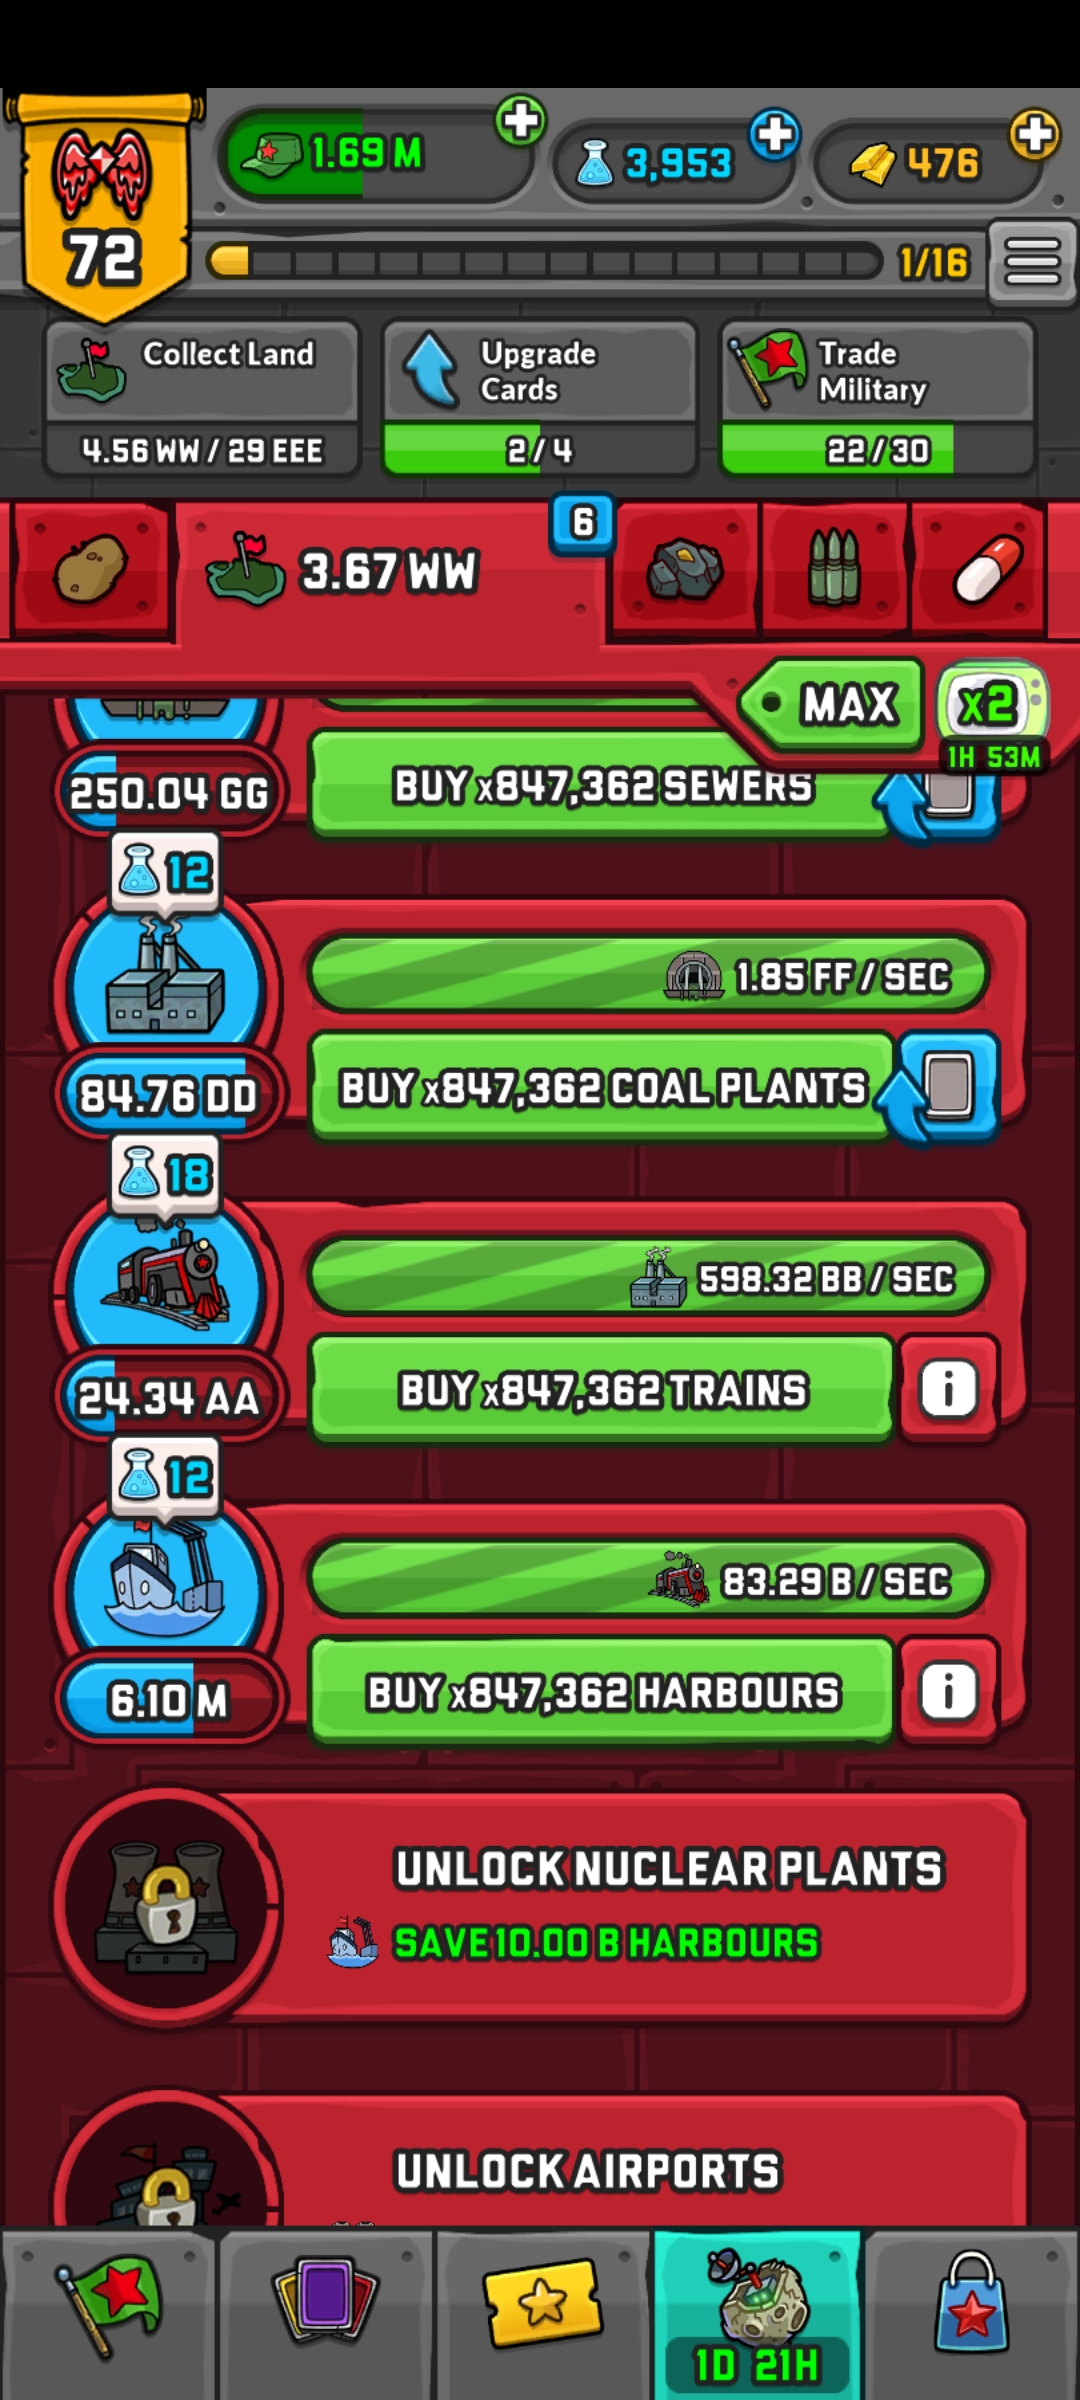 1.69 M
3,953
476
72
1/16
Collect Land
4.56 WW / 29 EEE
Upgrade
Cards
2/4
Trade
Military
22/30
3.67 WW
6
MAX
x2
1H 53M
250.04 GG
BUY x847,362 SEWERS
12
1.85 FF / SEC
84.76 DD
BUY x847,362 COAL PLANTS
18
598.32 BB / SEC
24.34 AA
BUY x847,362 TRAINS
i
12
83.29 B / SEC
6.10 M
BUY x847,362 HARBOURS
i
UNLOCK NUCLEAR PLANTS
SAVE 10.00 B HARBOURS
UNLOCK AIRPORTS
1D 21H